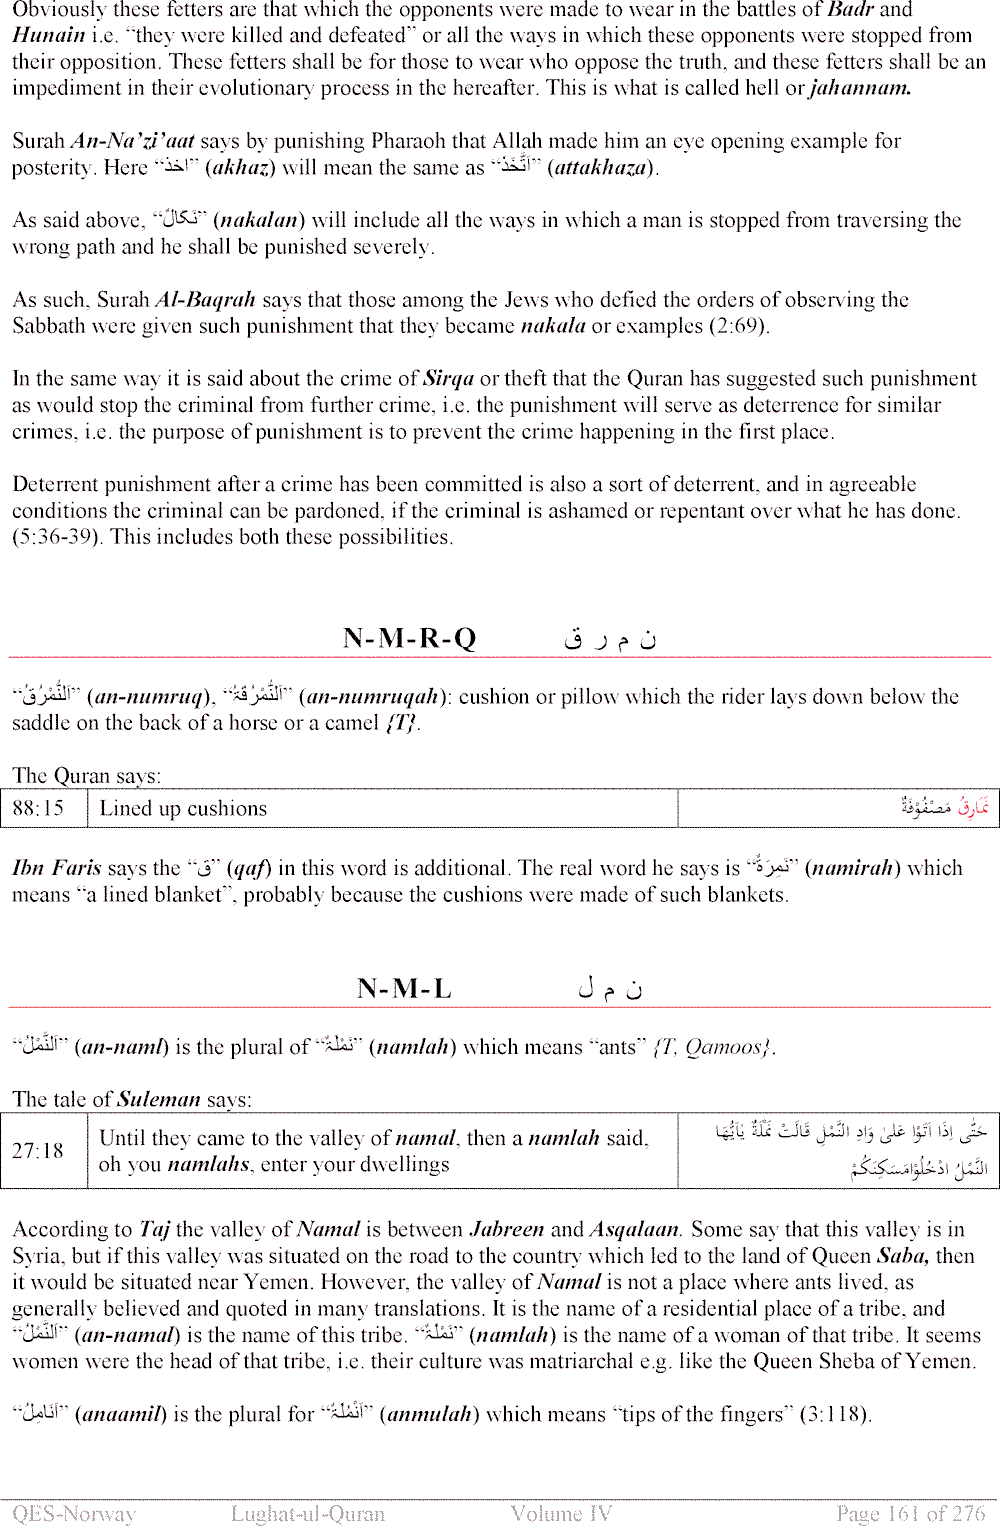 Obviously these fetters are that which the opponents were made to wear in the battles of Badr and
Hunain i.e. “they were killed and defeated” or all the ways in which these opponents were stopped from
their opposition. These fetters shall be for those to wear who oppose the truth, and these fetters shall be an
impediment in their evolutionary process in the hereafter. This is what is called hell or jahannam.
Surah An-Na’zi’aat says by punishing Pharaoh that Allah made him an eye opening example for
posterity. Here “اخذ” (akhaz) will mean the same as “اَتَّخَذَ” (attakhaza).
As said above, “نَکَالٌ” (nakalan) will include all the ways in which a man is stopped from traversing the
wrong path and he shall be punished severely.
As such, Surah Al-Baqrah says that those among the Jews who defied the orders of observing the
Sabbath were given such punishment that they became nakala or examples (2:69).
In the same way it is said about the crime of Sirqa or theft that the Quran has suggested such punishment
as would stop the criminal from further crime, i.e. the punishment will serve as deterrence for similar
crimes, i.e. the purpose of punishment is to prevent the crime happening in the first place.
Deterrent punishment after a crime has been committed is also a sort of deterrent, and in agreeable
conditions the criminal can be pardoned, if the criminal is ashamed or repentant over what he has done.
(5:36-39). This includes both these possibilities.
N-M-R-Q ن م ر ق
“اَلنُّمْرُقُ” (an-numruq), “اَلنُّمْرُقَۃُ” (an-numruqah): cushion or pillow which the rider lays down below the
saddle on the back of a horse or a camel {T}.
The Quran says:
88:15 Lined up cushions نَمَارِقُ مَصْفُوْفَةٌ
Ibn Faris says the “ق” (qaf) in this word is additional. The real word he says is “نَمِرَةٌ” (namirah) which
means “a lined blanket”, probably because the cushions were made of such blankets.
N-M-L ن م ل
“اَلنَّمْلُ” (an-naml) is the plural of “نَمْلَۃٌ” (namlah) which means “ants” {T, Qamoos}.
The tale of Suleman says:
27:18 Until they came to the valley of namal, then a namlah said, حَتّٰى اِذَا اَتَوْا عَلٰى وَادِ النَّمْلِ قَالَتْ نَمْلَةٌ يٰاَيُّهَا
oh you namlahs, enter your dwellings النَّمْلُ ادْخُلُوْامَسٰكِنَكُمْ
According to Taj the valley of Namal is between Jabreen and Asqalaan. Some say that this valley is in
Syria, but if this valley was situated on the road to the country which led to the land of Queen Saba, then
it would be situated near Yemen. However, the valley of Namal is not a place where ants lived, as
generally believed and quoted in many translations. It is the name of a residential place of a tribe, and
“اَلنَّمْلُ” (an-namal) is the name of this tribe. “نَمْلَۃٌ” (namlah) is the name of a woman of that tribe. It seems
women were the head of that tribe, i.e. their culture was matriarchal e.g. like the Queen Sheba of Yemen.
“اَنَامِلُ” (anaamil) is the plural for “اَنْمُلَۃٌ” (anmulah) which means “tips of the fingers” (3:118).
QES-Norway Lughat-ul-Quran Volume IV Page 161 of 276